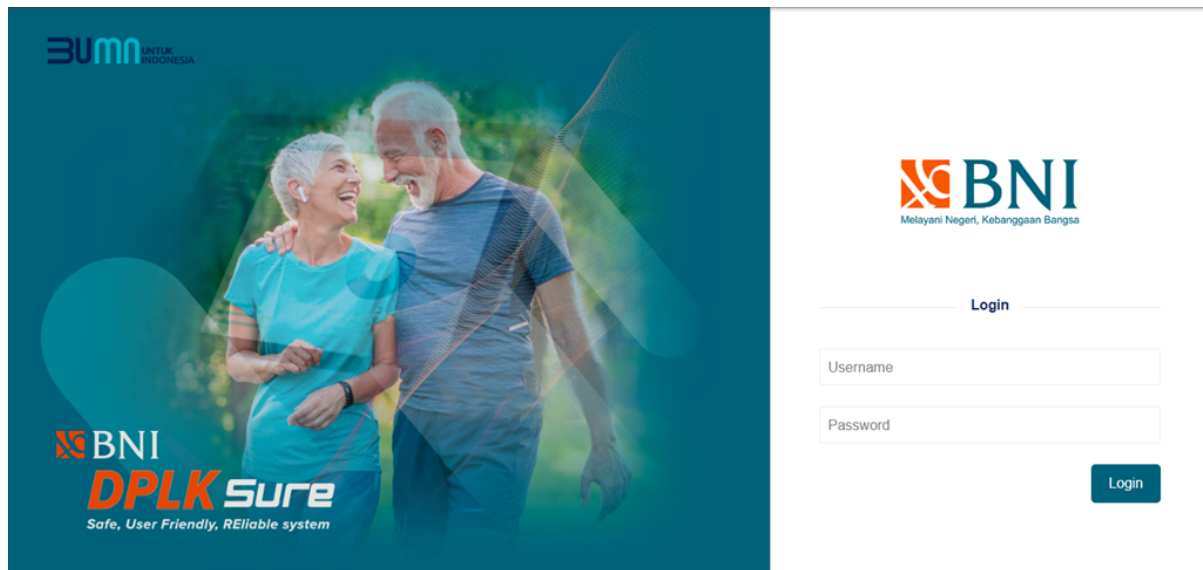 BUMN UNTUK
INDONESIA
BNI
DPLK Sure
Safe, User Friendly, REliable system
BNI
Melayani Negeri, Kebanggaan Bangsa
Login
Username
Password
Login